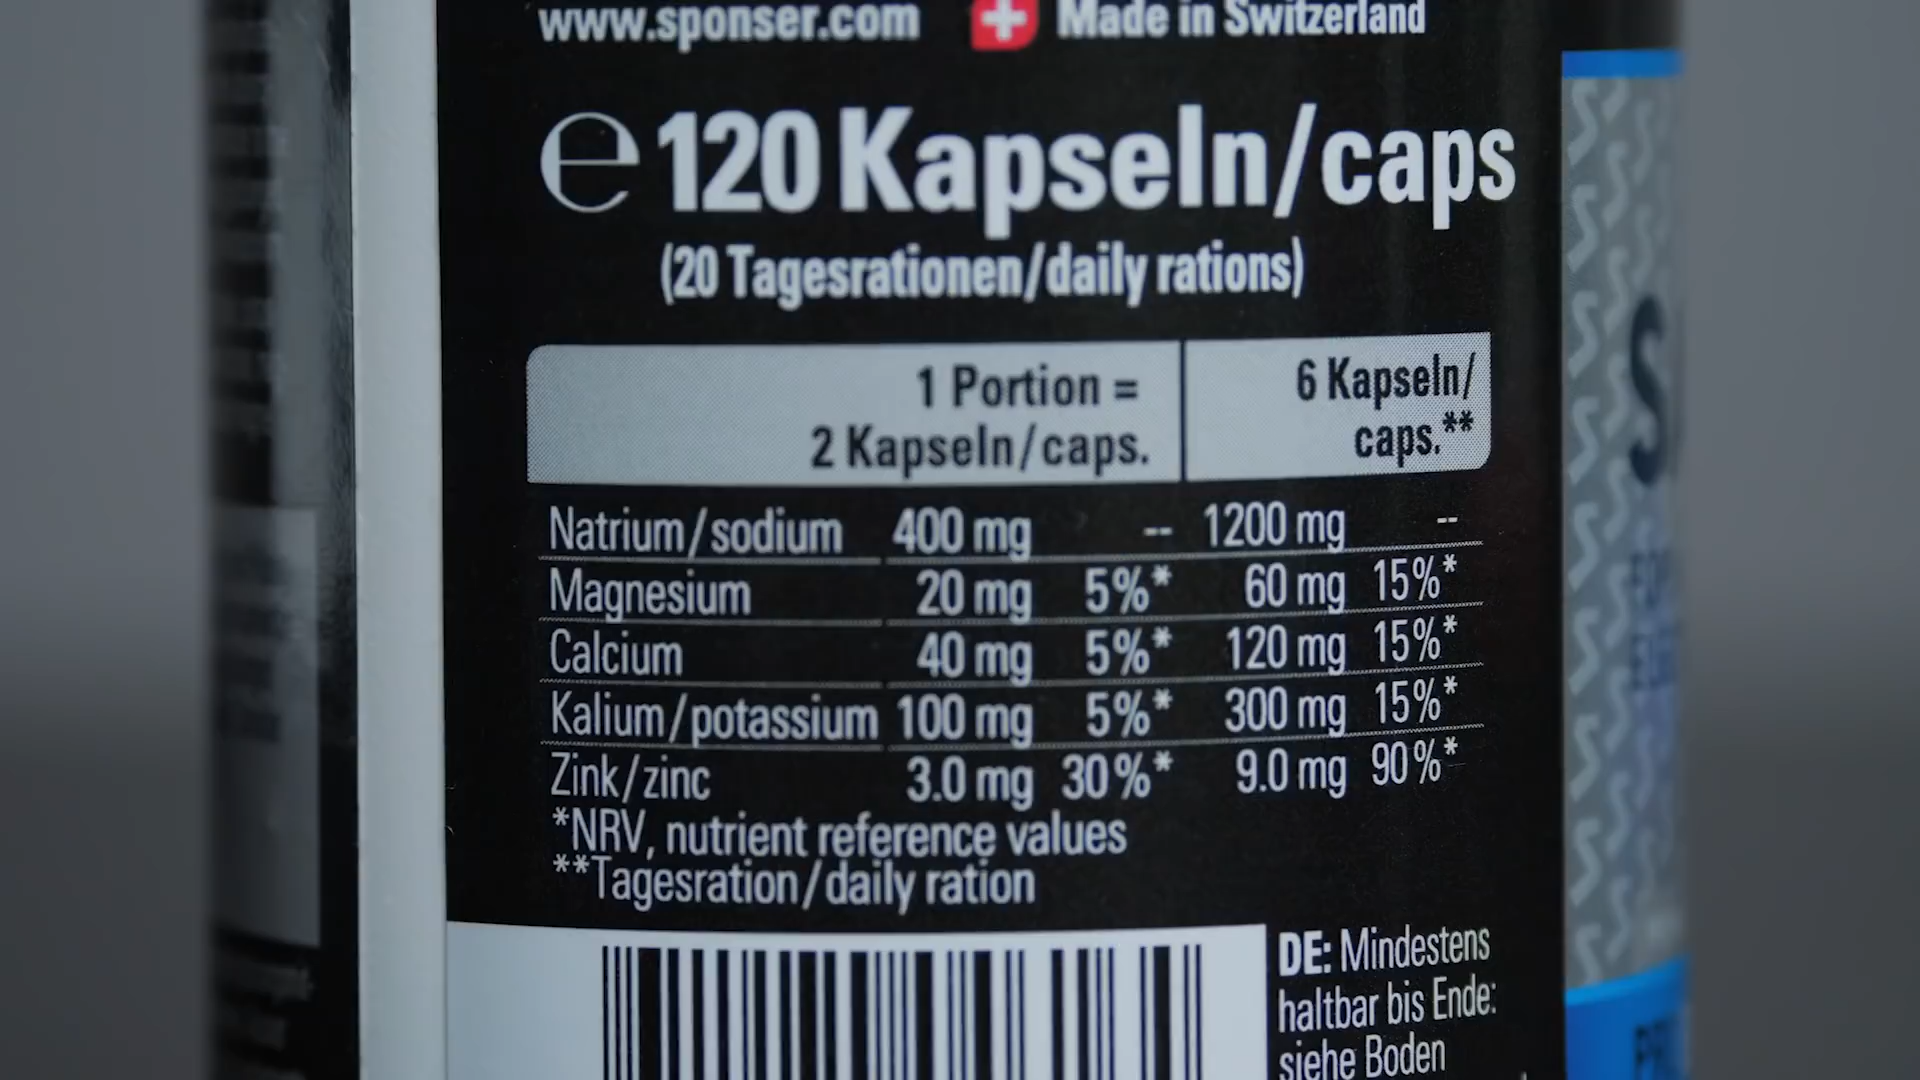 www.sponser.com Made in Switzerland
e 120 Kapseln/caps
(20 Tagesrationen/daily rations)
1 Portion = 6 Kapseln/
2 Kapseln/caps. caps.**
Natrium/sodium 400 mg -- 1200 mg --
Magnesium 20 mg 5%* 60 mg 15%*
Calcium 40 mg 5%* 120 mg 15%*
Kalium/potassium 100 mg 5%* 300 mg 15%*
Zink/zinc 3.0 mg 30%* 9.0 mg 90%*
*NRV, nutrient reference values
**Tagesration/daily ration
DE: Mindestens
haltbar bis Ende:
siehe Boden